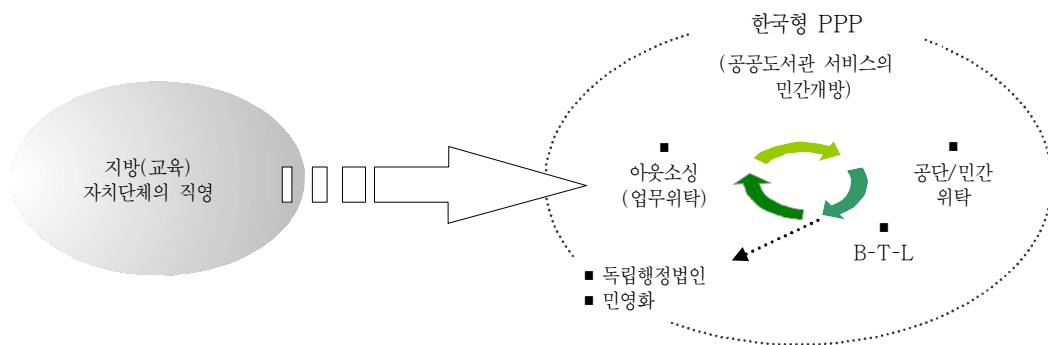 한국형 PPP
(공공도서관 서비스의
민간개방)
지방(교육)
자치단체의 직영
■
아웃소싱
(업무위탁)
■
공단/민간
위탁
■
B-T-L
■ 독립행정법인
■ 민영화